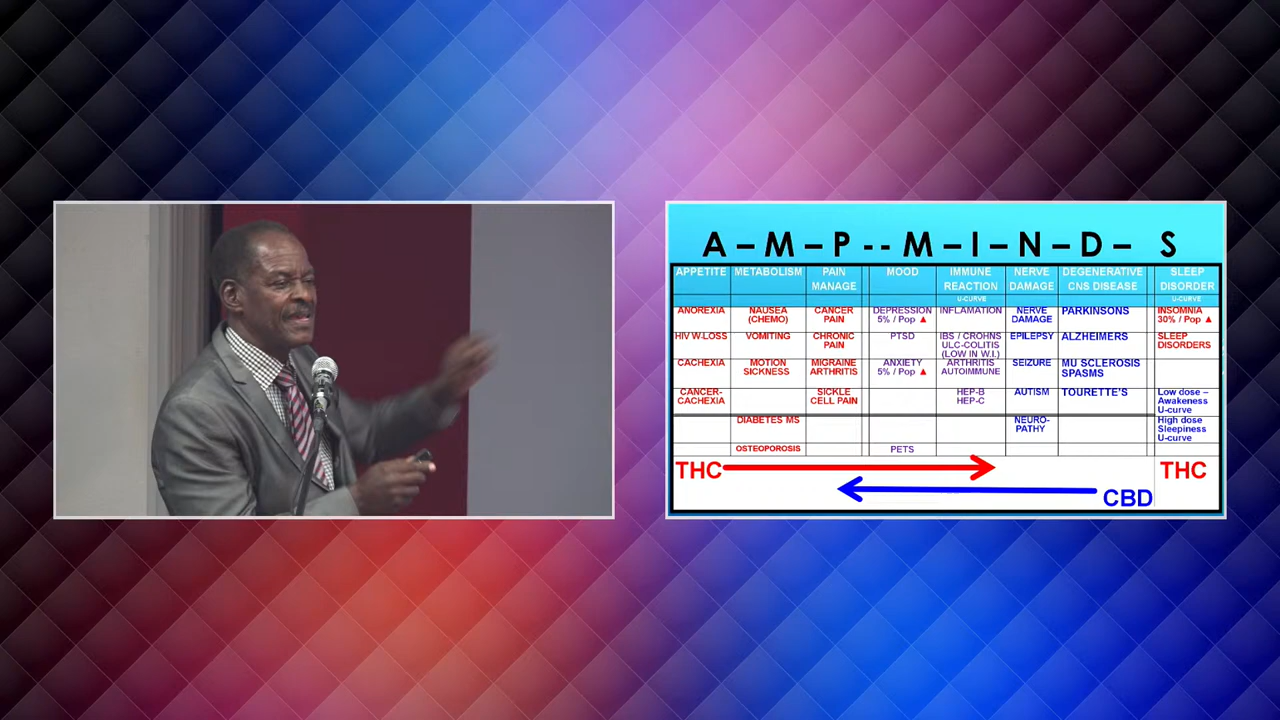 A – M – P - - M – I – N – D – S
APPETITE METABOLISM PAIN MANAGE MOOD IMMUNE REACTION NERVE DAMAGE DEGENERATIVE CNS DISEASE SLEEP DISORDER
U-CURVE U-CURVE
ANOREXIA NAUSEA (CHEMO) CANCER PAIN DEPRESSION 5% / Pop ▲ INFLAMATION NERVE DAMAGE PARKINSONS INSOMNIA 30% / Pop ▲
HIV W-LOSS VOMITING CHRONIC PAIN PTSD IBS / CROHNS ULC-COLITIS (LOW IN W.I.) EPILEPSY ALZHEIMERS SLEEP DISORDERS
CACHEXIA MOTION SICKNESS MIGRAINE ARTHRITIS ANXIETY 5% / Pop ▲ ARTHRITIS AUTOIMMUNE SEIZURE MU SCLEROSIS SPASMS
CANCER- CACHEXIA SICKLE CELL PAIN HEP-B HEP-C AUTISM TOURETTE'S Low dose – Awakeness U-curve
DIABETES MS NEURO- PATHY High dose Sleepiness U-curve
OSTEOPOROSIS PETS
THC THC
CBD